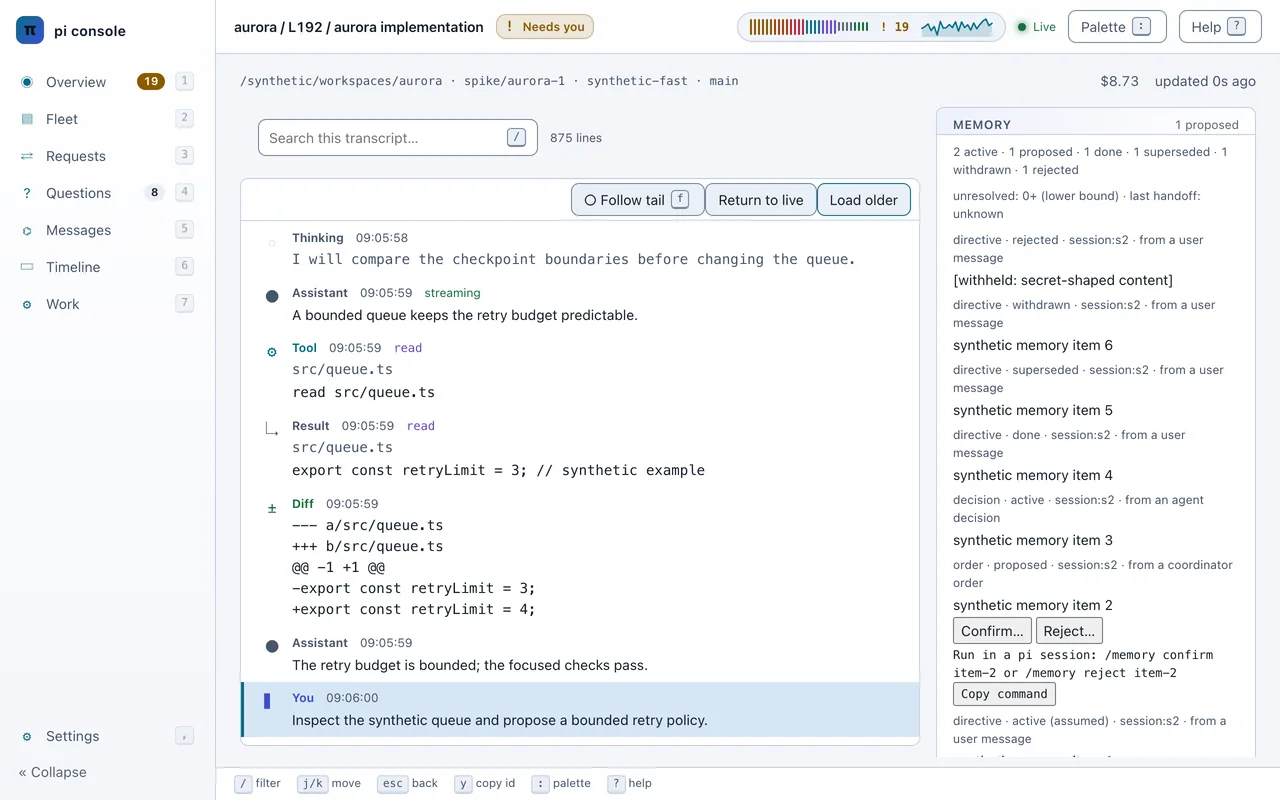 π pi console
Overview 19 1
Fleet 2
Requests 3
Questions 8 4
Messages 5
Timeline 6
Work 7
Settings ,
« Collapse
aurora / L192 / aurora implementation ! Needs you
! 19
Live
Palette :
Help ?
/synthetic/workspaces/aurora · spike/aurora-1 · synthetic-fast · main
$8.73 updated 0s ago
Search this transcript... /
875 lines
Follow tail f
Return to live
Load older
Thinking 09:05:58
I will compare the checkpoint boundaries before changing the queue.
Assistant 09:05:59 streaming
A bounded queue keeps the retry budget predictable.
Tool 09:05:59 read
src/queue.ts
read src/queue.ts
Result 09:05:59 read
src/queue.ts
export const retryLimit = 3; // synthetic example
± Diff 09:05:59
--- a/src/queue.ts
+++ b/src/queue.ts
@@ -1 +1 @@
-export const retryLimit = 3;
+export const retryLimit = 4;
Assistant 09:05:59
The retry budget is bounded; the focused checks pass.
You 09:06:00
Inspect the synthetic queue and propose a bounded retry policy.
MEMORY 1 proposed
2 active · 1 proposed · 1 done · 1 superseded · 1
withdrawn · 1 rejected
unresolved: 0+ (lower bound) · last handoff:
unknown
directive · rejected · session:s2 · from a user
message
[withheld: secret-shaped content]
directive · withdrawn · session:s2 · from a user
message
synthetic memory item 6
directive · superseded · session:s2 · from a user
message
synthetic memory item 5
directive · done · session:s2 · from a user
message
synthetic memory item 4
decision · active · session:s2 · from an agent
decision
synthetic memory item 3
order · proposed · session:s2 · from a coordinator
order
synthetic memory item 2
Confirm... Reject...
Run in a pi session: /memory confirm
item-2 or /memory reject item-2
Copy command
directive · active (assumed) · session:s2 · from a
user message
/ filter j/k move esc back y copy id : palette ? help